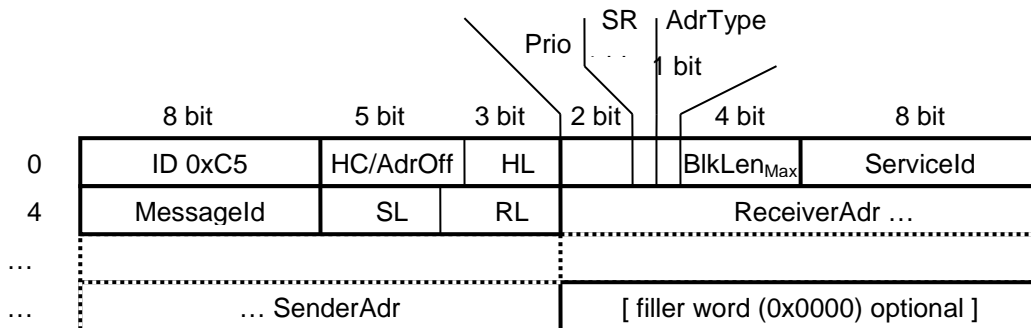 SR AdrType
Prio
1 bit
8 bit 5 bit 3 bit 2 bit 4 bit 8 bit
0 ID 0xC5 HC/AdrOff HL BlkLenMax ServiceId
4 MessageId SL RL ReceiverAdr …
…
… … SenderAdr [ filler word (0x0000) optional ]